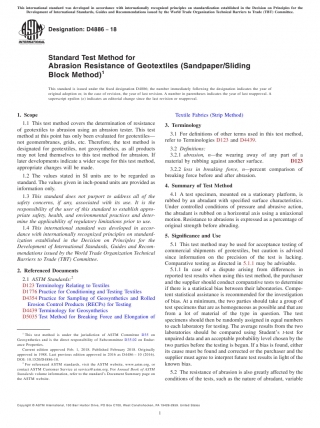 This international standard was developed in accordance with internationally recognized principles on standardization established in the Decision on Principles for the
Development of International Standards, Guides and Recommendations issued by the World Trade Organization Technical Barriers to Trade (TBT) Committee.
Designation: D4886 − 18
INTERNATIONAL
Standard Test Method for
Abrasion Resistance of Geotextiles (Sandpaper/Sliding
Block Method)1
This standard is issued under the fixed designation D4886; the number immediately following the designation indicates the year of
original adoption or, in the case of revision, the year of last revision. A number in parentheses indicates the year of last reapproval. A
superscript epsilon (ε) indicates an editorial change since the last revision or reapproval.
1. Scope
1.1 This test method covers the determination of resistance
of geotextiles to abrasion using an abrasion tester. This test
method at this point has only been evaluated for geotextiles—
not geomembranes, grids, etc. Therefore, the test method is
designated for geotextiles, not geosynthetics, as all products
may not lend themselves to this test method for abrasion. If
later developments indicate a wider scope for this test method,
appropriate changes will be made.
1.2 The values stated in SI units are to be regarded as
standard. The values given in inch-pound units are provided as
information only.
1.3 This standard does not purport to address all of the
safety concerns, if any, associated with its use. It is the
responsibility of the user of this standard to establish appro-
priate safety, health, and environmental practices and deter-
mine the applicability of regulatory limitations prior to use.
1.4 This international standard was developed in accor-
dance with internationally recognized principles on standard-
ization established in the Decision on Principles for the
Development of International Standards, Guides and Recom-
mendations issued by the World Trade Organization Technical
Barriers to Trade (TBT) Committee.
2. Referenced Documents
2.1 ASTM Standards:2
D123 Terminology Relating to Textiles
D1776 Practice for Conditioning and Testing Textiles
D4354 Practice for Sampling of Geosynthetics and Rolled
Erosion Control Products (RECPs) for Testing
D4439 Terminology for Geosynthetics
D5035 Test Method for Breaking Force and Elongation of
1 This test method is under the jurisdiction of ASTM Committee D35 on
Geosynthetics and is the direct responsibility of Subcommittee D35.02 on Endur-
ance Properties.
Current edition approved Feb. 1, 2018. Published February 2018. Originally
approved in 1988. Last previous edition approved in 2016 as D4886 – 10 (2016).
DOI: 10.1520/D4886-18.
2 For referenced ASTM standards, visit the ASTM website, www.astm.org, or
contact ASTM Customer Service at service@astm.org. For Annual Book of ASTM
Standards volume information, refer to the standard's Document Summary page on
the ASTM website.
Textile Fabrics (Strip Method)
3. Terminology
3.1 For definitions of other terms used in this test method,
refer to Terminologies D123 and D4439.
3.2 Definitions:
3.2.1 abrasion, n—the wearing away of any part of a
material by rubbing against another surface. D123
3.2.2 loss in breaking force, n—percent comparison of
breaking force before and after abrasion.
4. Summary of Test Method
4.1 A test specimen, mounted on a stationary platform, is
rubbed by an abradant with specified surface characteristics.
Under controlled conditions of pressure and abrasive action,
the abradant is rubbed on a horizontal axis using a uniaxial
motion. Resistance to abrasions is expressed as a percentage of
original strength before abrading.
5. Significance and Use
5.1 This test method may be used for acceptance testing of
commercial shipments of geotextiles, but caution is advised
since information on the precision of the test is lacking.
Comparative testing as directed in 5.1.1 may be advisable.
5.1.1 In case of a dispute arising from differences in
reported test results when using this test method, the purchaser
and the supplier should conduct comparative tests to determine
if there is a statistical bias between their laboratories. Compe-
tent statistical assistance is recommended for the investigation
of bias. At a minimum, the two parties should take a group of
test specimens that are as homogeneous as possible and that are
from a lot of material of the type in question. The test
specimens should then be randomly assigned in equal numbers
to each laboratory for testing. The average results from the two
laboratories should be compared using Student's t-test for
unpaired data and an acceptable probability level chosen by the
two parties before the testing is begun. If a bias is found, either
its cause must be found and corrected or the purchaser and the
supplier must agree to interpret future test results in light of the
known bias.
5.2 The resistance of abrasion is also greatly affected by the
conditions of the tests, such as the nature of abradant, variable
Copyright © ASTM International, 100 Barr Harbor Drive, PO Box C700, West Conshohocken, PA 19428-2959. United States
1